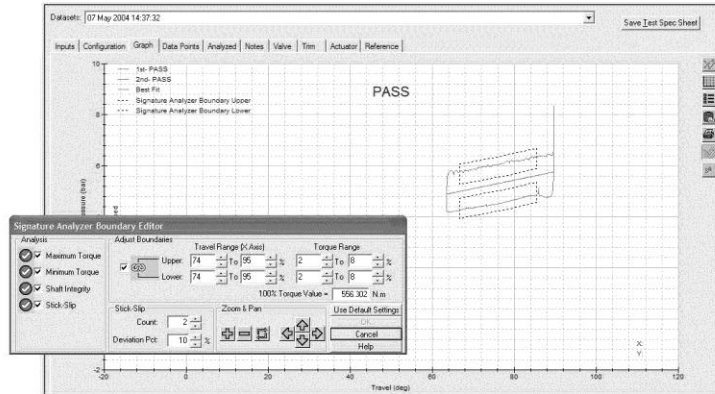 Datasets: 07 May 2004 14:37:32
Save Test Spec Sheet
Inputs Configuration Graph Data Points Analyzed Notes Valve Trim Actuator Reference
1st- PASS
2nd- PASS
Best Fit
Signature Analyzer Boundary Upper
Signature Analyzer Boundary Lower
PASS
10
8
6
4
Signature Analyzer Boundary Editor
Analysis
Maximum Torque
Minimum Torque
Shaft Integrity
Stick-Slip
Adjust Boundaries
Travel Range (X Axis) Torque Range
Upper: 74 To 95 % 2 To 8 %
Lower: 74 To 95 % 2 To 8 %
100% Torque Value = 556.302 N.m
Stick-Slip
Count: 2
Deviation Pct: 10 %
Zoom & Pan
Use Default Settings
OK
Cancel
Help
X:
Y:
-2
-20 0 20 40 60 80 100 120
Travel (deg)